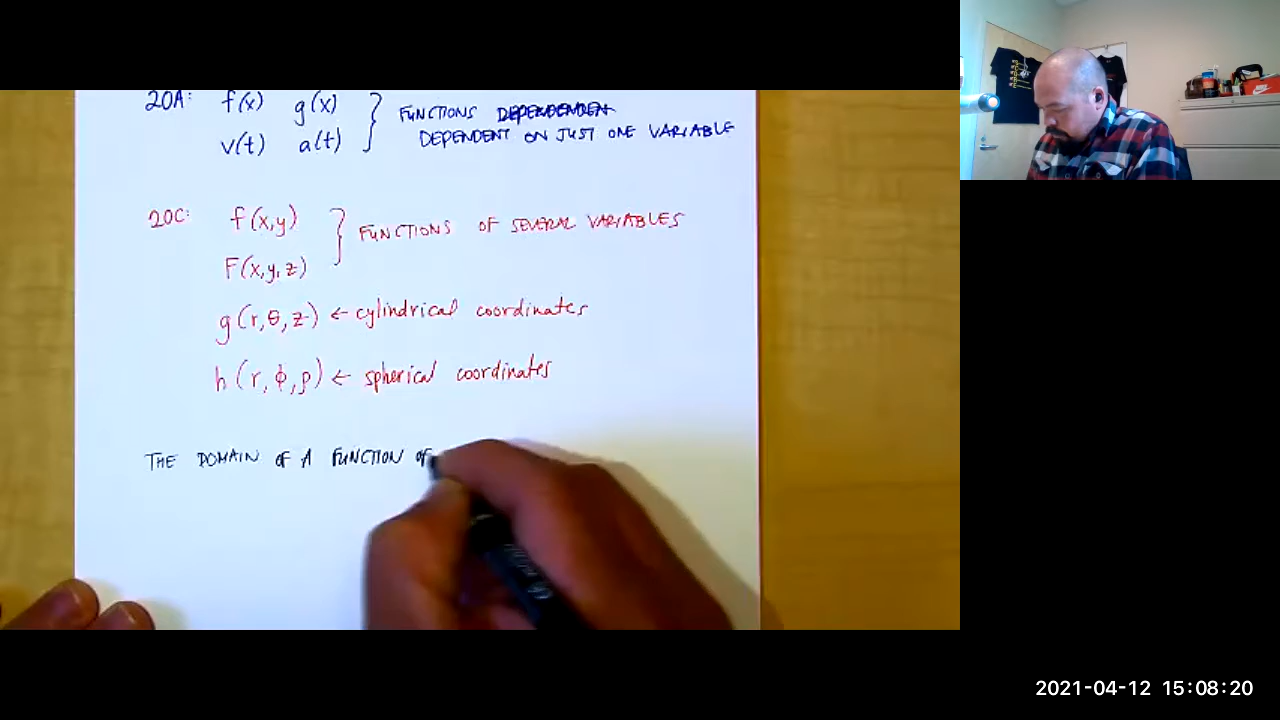 20A: f(x) g(x) } FUNCTIONS
v(t) a(t) DEPENDENT ON JUST ONE VARIABLE
20C: f(x,y) } FUNCTIONS OF SEVERAL VARIABLES
F(x,y,z)
g(r,θ,z) ← cylindrical coordinates
h(r,ϕ,ρ) ← spherical coordinates
THE DOMAIN OF A FUNCTION OF
2021-04-12 15:08:20